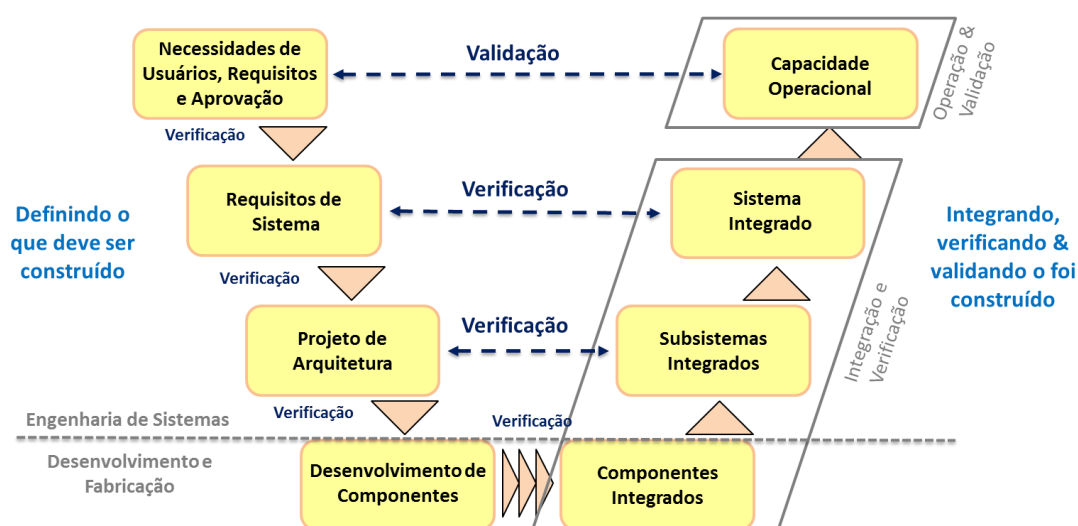 Necessidades de
Usuários, Requisitos
e Aprovação
Validação
Capacidade
Operacional
Operação &
Validação
Verificação
Definindo o
que deve ser
construído
Requisitos de
Sistema
Verificação
Sistema
Integrado
Integrando,
verificando &
validando o foi
construído
Verificação
Projeto de
Arquitetura
Verificação
Subsistemas
Integrados
Integração e
Verificação
Verificação
Verificação
Engenharia de Sistemas
Desenvolvimento e
Fabricação
Desenvolvimento de
Componentes
Componentes
Integrados